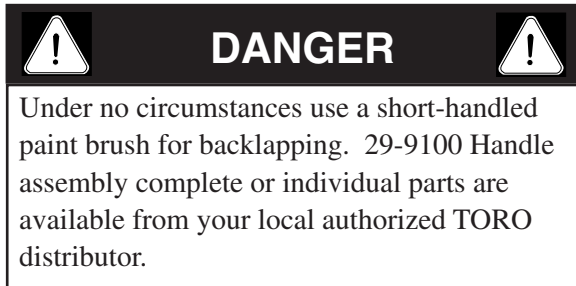 DANGER
Under no circumstances use a short-handled
paint brush for backlapping. 29-9100 Handle
assembly complete or individual parts are
available from your local authorized TORO
distributor.